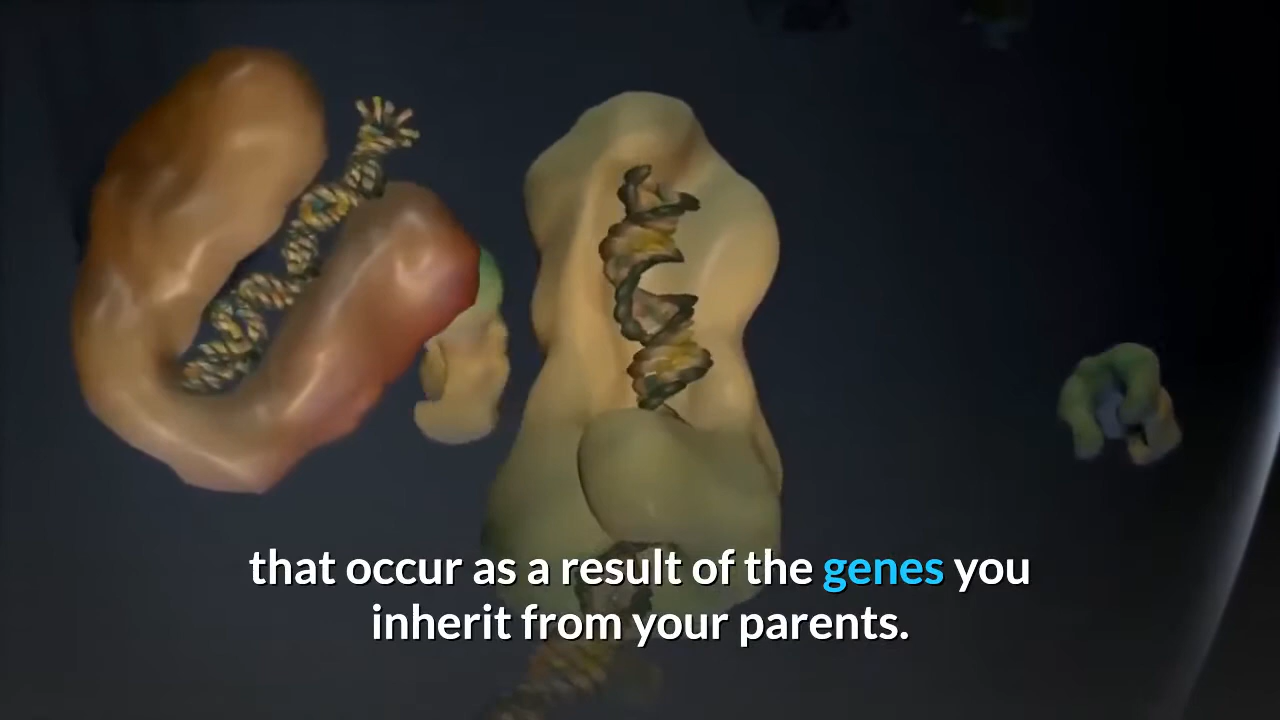 that occur as a result of the genes you
inherit from your parents.